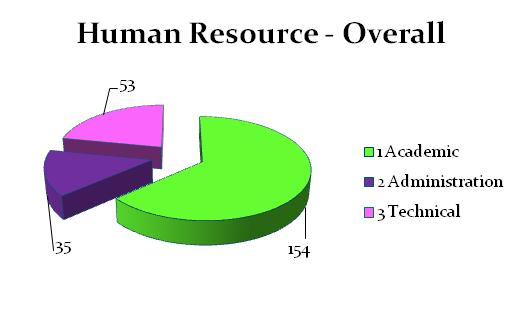 Human Resource - Overall
53
1 Academic
2 Administration
3 Technical
35
154